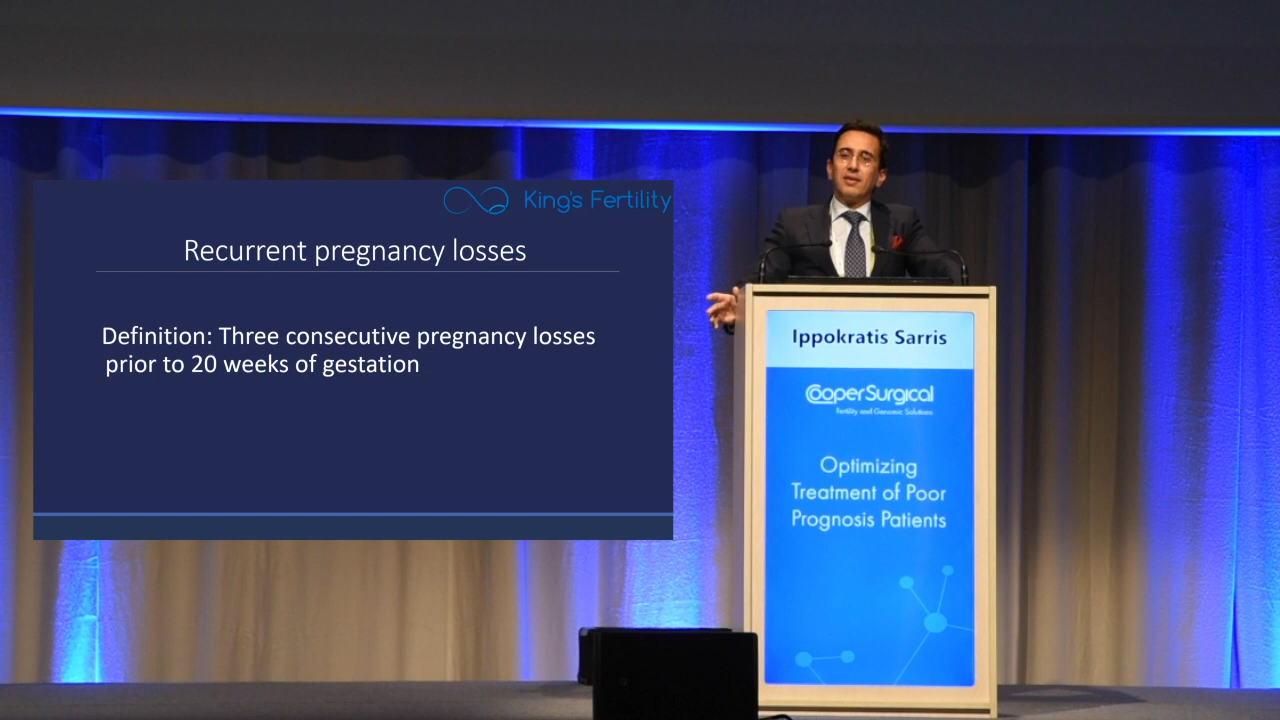 King's Fertility
Recurrent pregnancy losses
Definition: Three consecutive pregnancy losses
prior to 20 weeks of gestation
Ippokratis Sarris
CooperSurgical
Fertility and Genomic Solutions
Optimizing
Treatment of Poor
Prognosis Patients